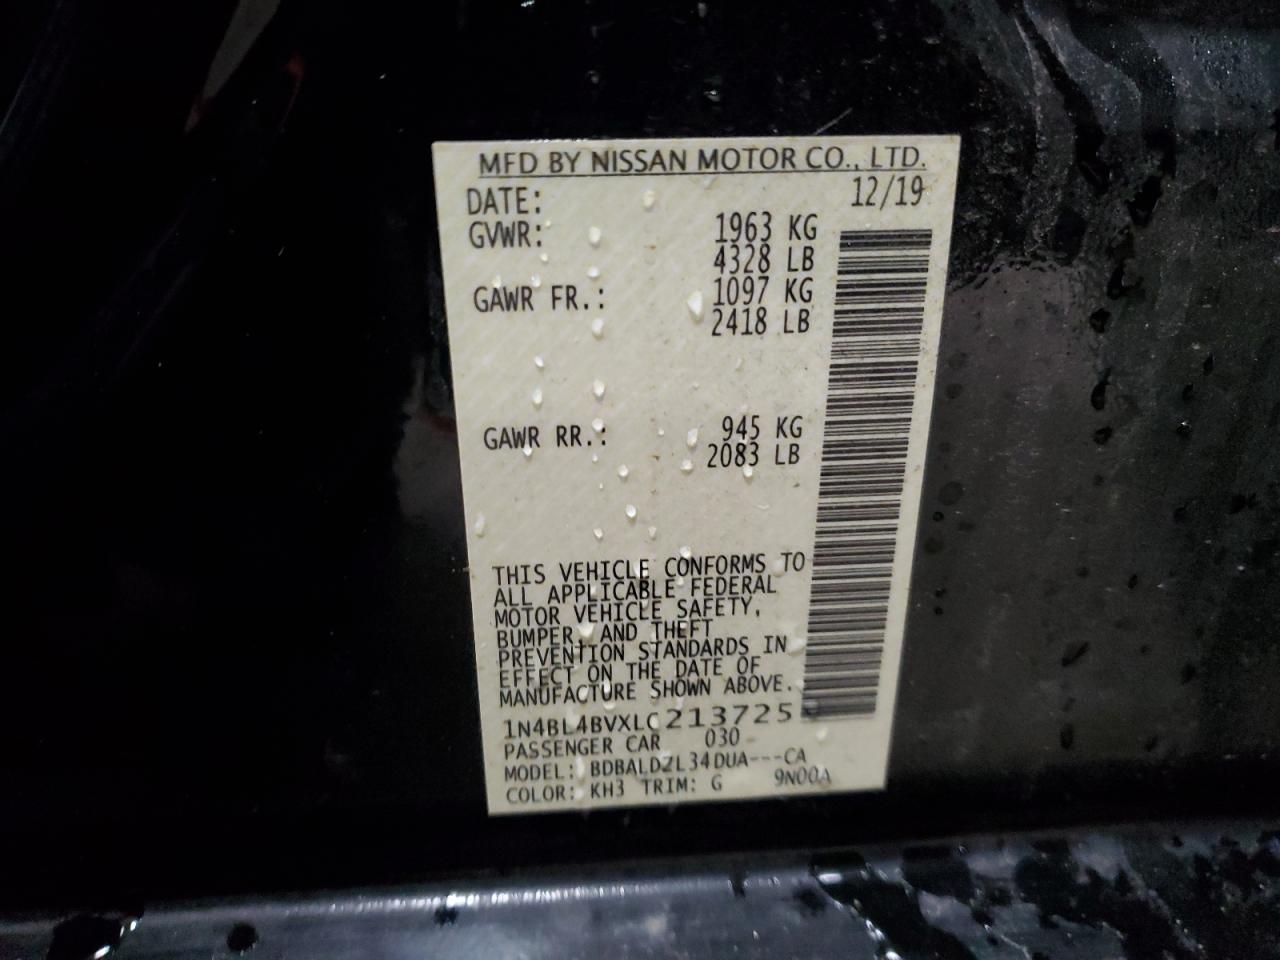 MFD BY NISSAN MOTOR CO., LTD.
DATE: 12/19
GVWR: 1963 KG
4328 LB
GAWR FR.: 1097 KG
2418 LB
GAWR RR.: 945 KG
2083 LB
THIS VEHICLE CONFORMS TO
ALL APPLICABLE FEDERAL
MOTOR VEHICLE SAFETY,
BUMPER, AND THEFT
PREVENTION STANDARDS IN
EFFECT ON THE DATE OF
MANUFACTURE SHOWN ABOVE.
1N4BL4BVXLC213725
PASSENGER CAR 030
MODEL: BDBALDZL34DUA---CA
COLOR: KH3 TRIM: G 9N00A